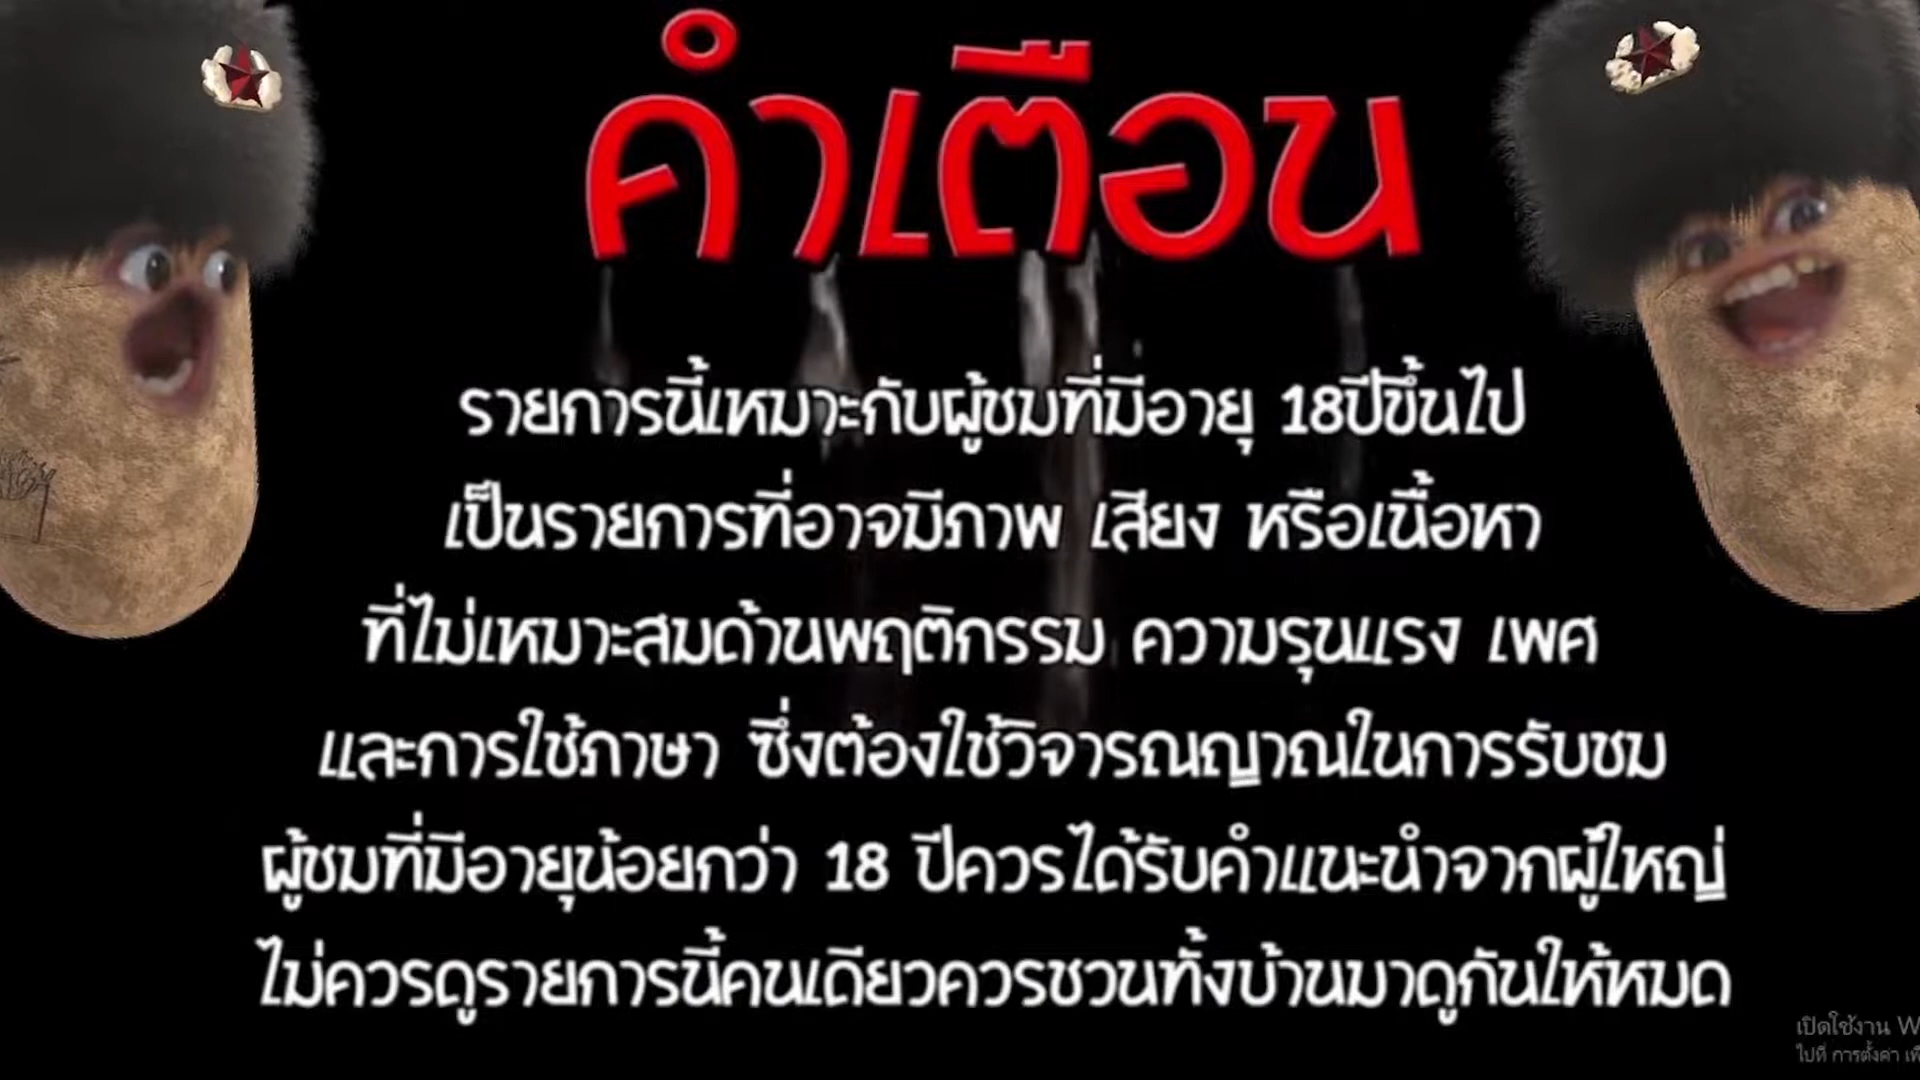 คำเตือน
รายการนี้เหมาะกับผู้ชมที่มีอายุ 18ปีขึ้นไป
เป็นรายการที่อาจมีภาพ เสียง หรือเนื้อหา
ที่ไม่เหมาะสมด้านพฤติกรรม ความรุนแรง เพศ
และการใช้ภาษา ซึ่งต้องใช้วิจารณญาณในการรับชม
ผู้ชมที่มีอายุน้อยกว่า 18 ปีควรได้รับคำแนะนำจากผู้ใหญ่
ไม่ควรดูรายการนี้คนเดียวควรชวนทั้งบ้านมาดูกันให้หมด
เปิดใช้งาน W
ไปที่ การตั้งค่า เพื